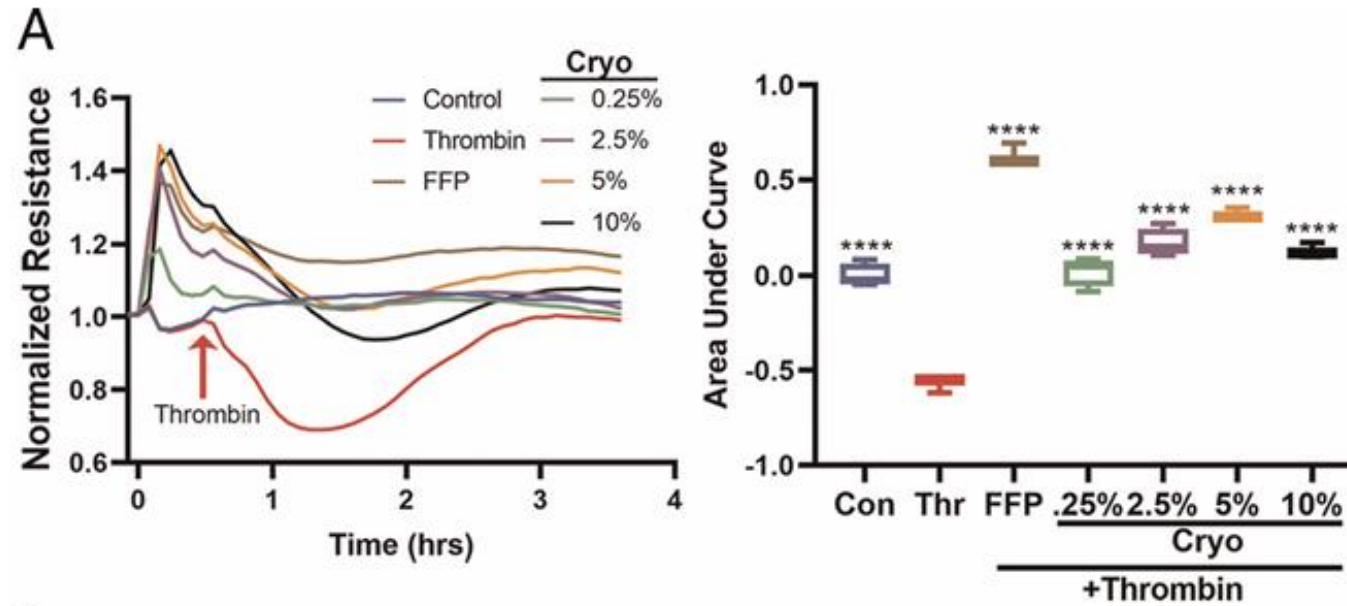 A
Cryo
Control
0.25%
Thrombin
2.5%
FFP
5%
10%
Normalized Resistance
1.6
1.4
1.2
1.0
0.8
0.6
Thrombin
0
1
2
3
4
Time (hrs)
Area Under Curve
1.0
0.5
0.0
-0.5
-1.0
****
****
****
****
****
****
Con Thr FFP .25% 2.5% 5% 10%
Cryo
+Thrombin